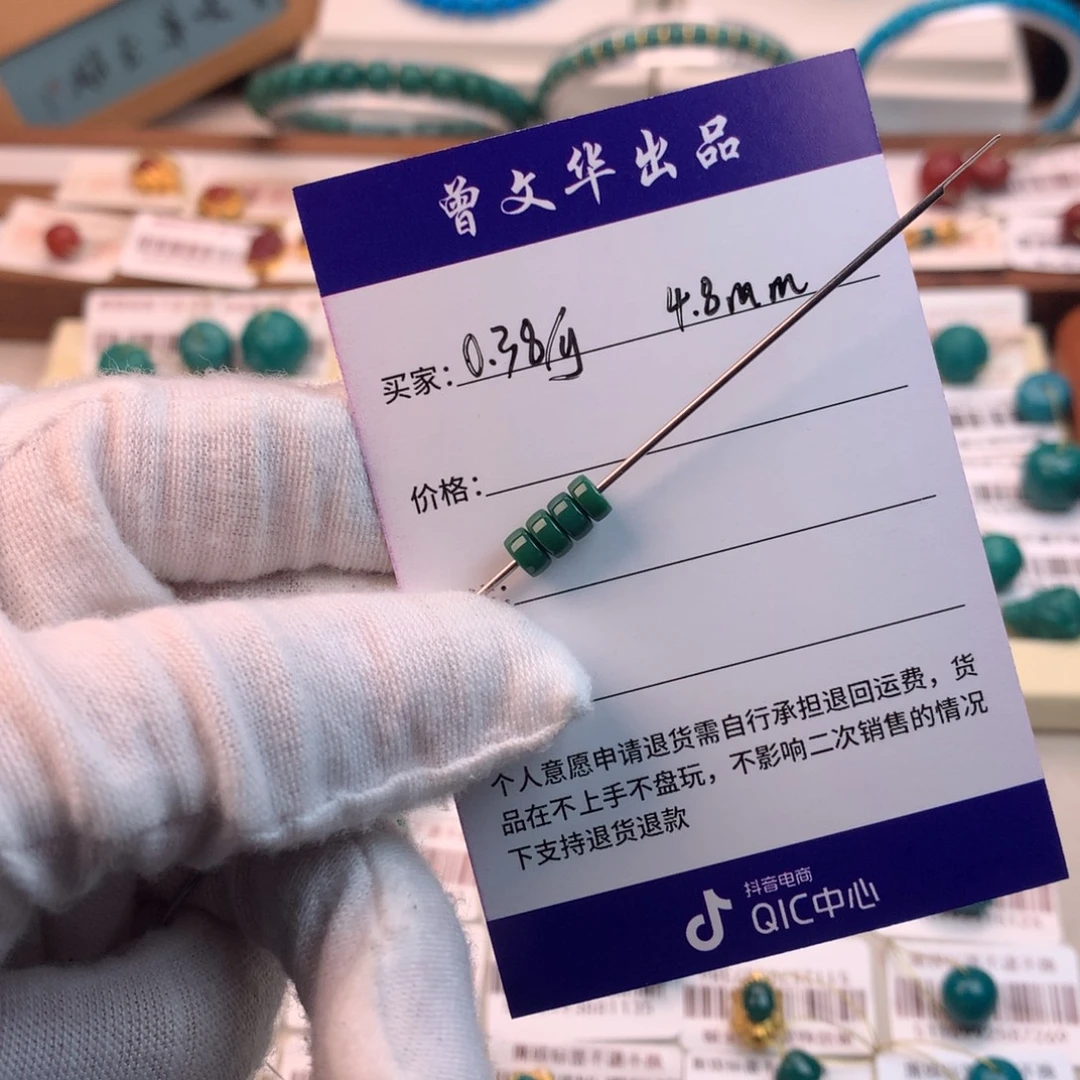 曾文华出品
买家：0.38/g 4.8mm
价格：
个人意愿申请退货需自行承担退回运费，货
品在不上手不盘玩，不影响二次销售的情况
下支持退货退款
抖音电商
QIC中心